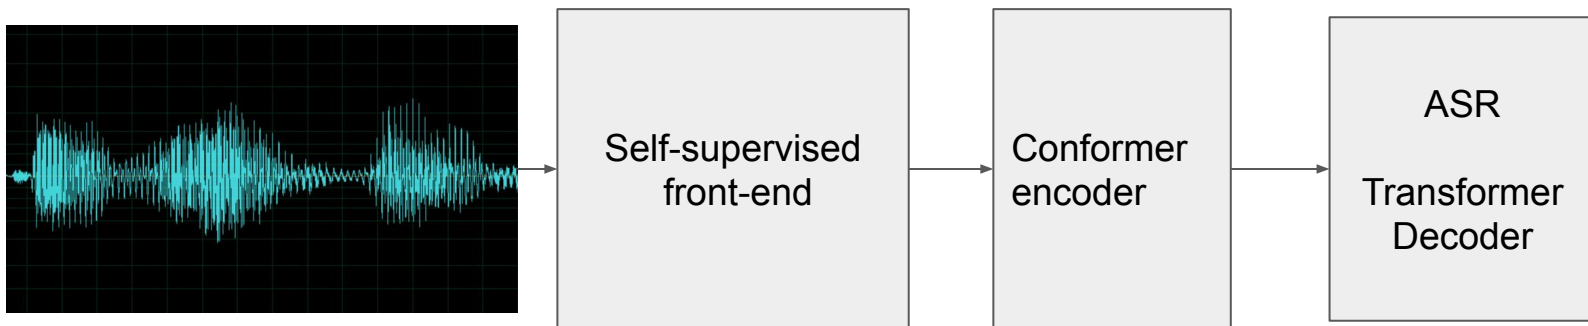 Self-supervised
front-end
Conformer
encoder
ASR
Transformer
Decoder